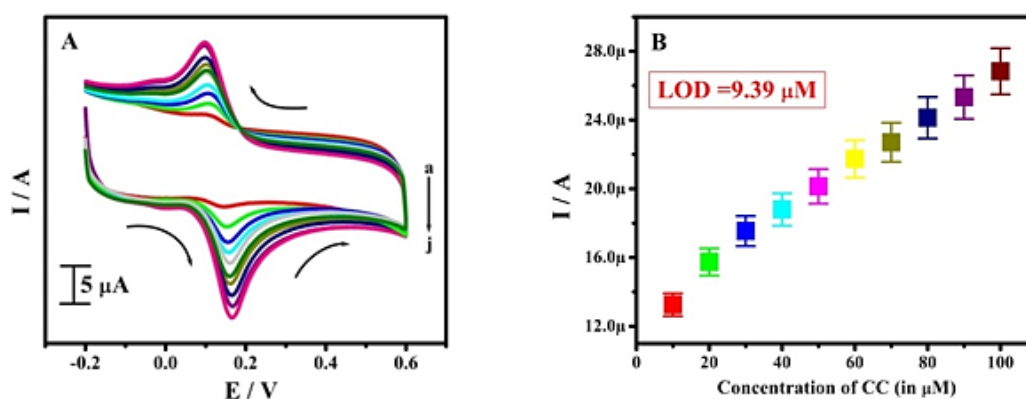 A
I / A
a
j.
5 μA
-0.2 0.0 0.2 0.4 0.6
E / V
B
I / A
28.0μ
24.0μ
20.0μ
16.0μ
12.0μ
LOD =9.39 μM
0 20 40 60 80 100
Concentration of CC (in μM)